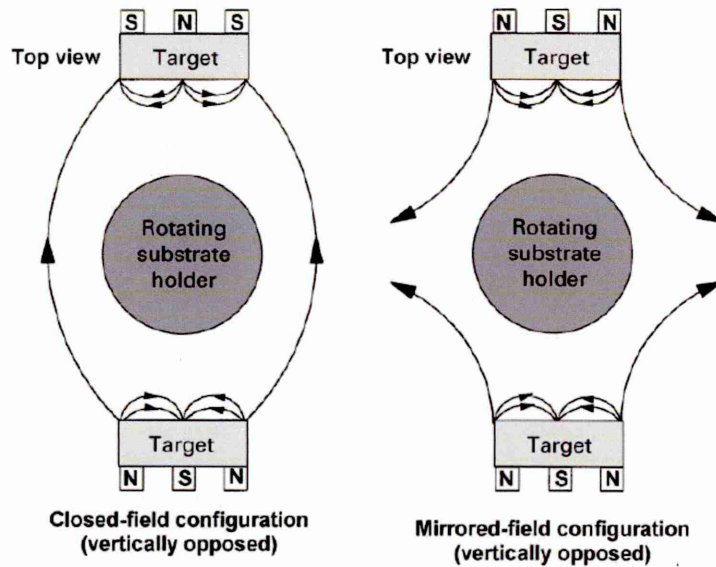 S N S
Top view
Target
Rotating
substrate
holder
Target
N S N
Closed-field configuration
(vertically opposed)
N S N
Top view
Target
Rotating
substrate
holder
Target
N S N
Mirrored-field configuration
(vertically opposed)